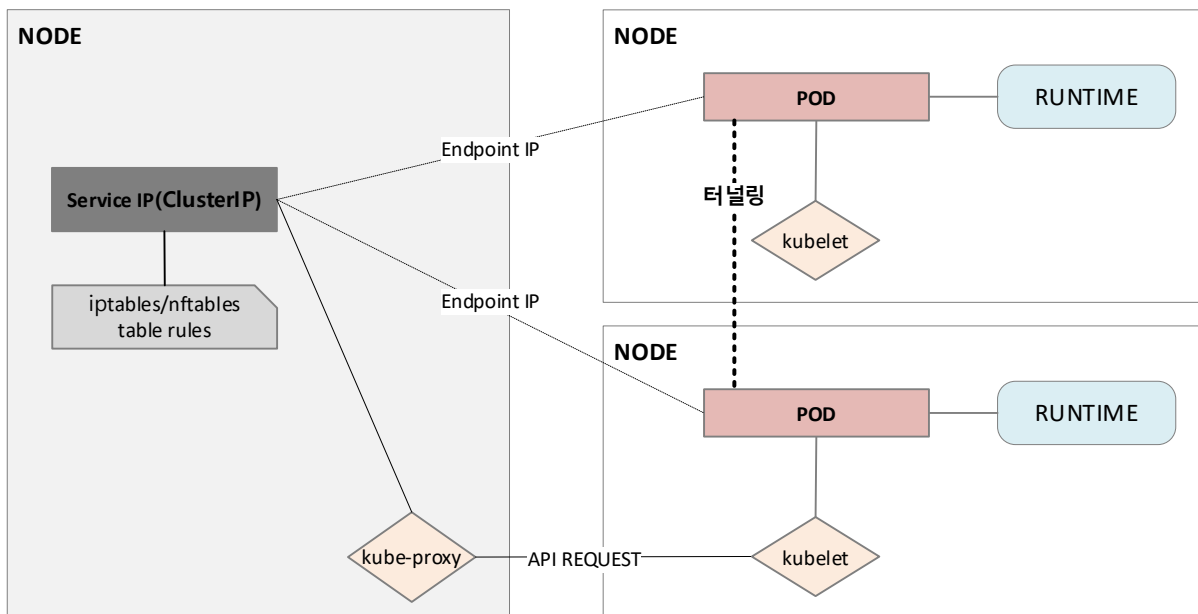 NODE
Service IP(ClusterIP)
iptables/nftables
table rules
Endpoint IP
Endpoint IP
kube-proxy
API REQUEST
NODE
POD
RUNTIME
터널링
kubelet
NODE
POD
RUNTIME
kubelet